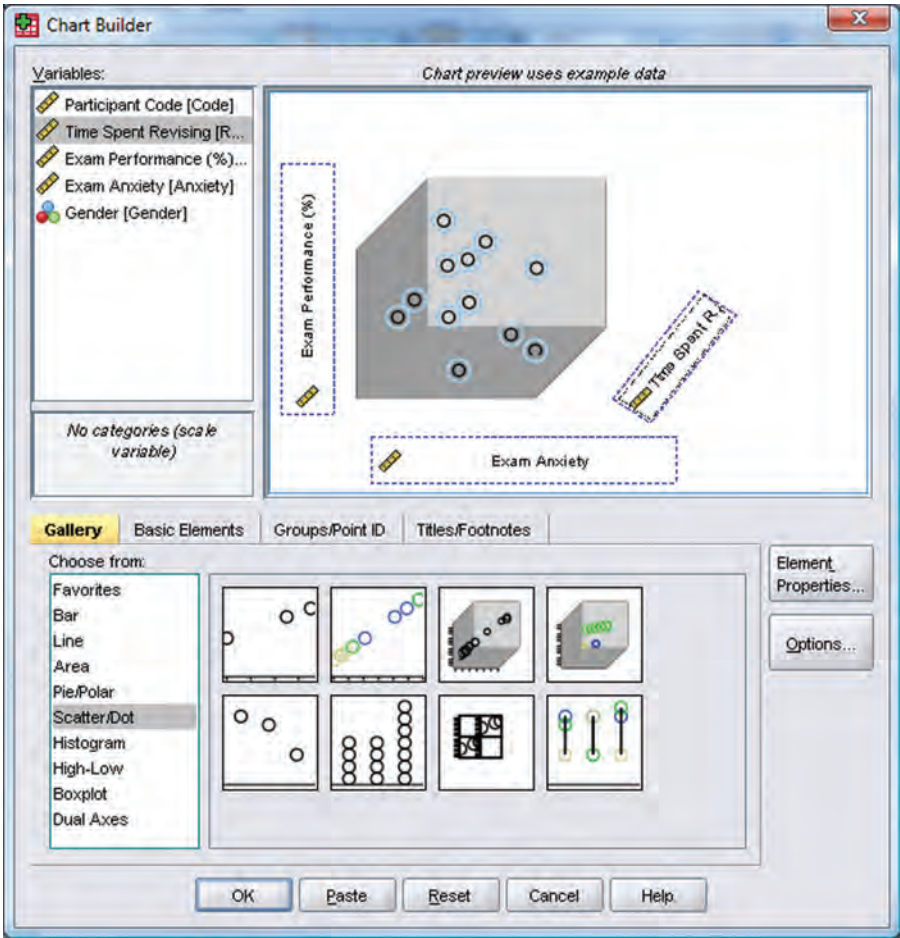 Chart Builder
Variables:
Chart preview uses example data
Participant Code [Code]
Time Spent Revising [R...
Exam Performance (%)...
Exam Anxiety [Anxiety]
Gender [Gender]
No categories (scale
variable)
Exam Performance (%)
Time Spent R...
Exam Anxiety
Gallery
Basic Elements
Groups/Point ID
Titles/Footnotes
Choose from:
Favorites
Bar
Line
Area
Pie/Polar
Scatter/Dot
Histogram
High-Low
Boxplot
Dual Axes
Element
Properties...
Options...
OK
Paste
Reset
Cancel
Help